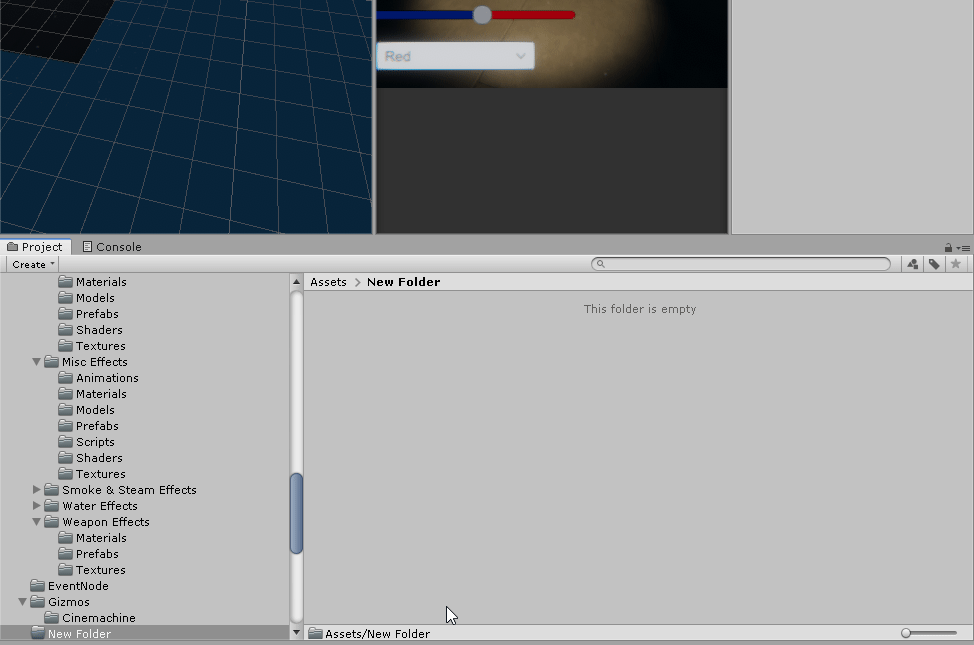 Red
Project
Console
Create
Materials
Models
Prefabs
Shaders
Textures
Misc Effects
Animations
Materials
Models
Prefabs
Scripts
Shaders
Textures
Smoke & Steam Effects
Water Effects
Weapon Effects
Materials
Prefabs
Textures
EventNode
Gizmos
Cinemachine
New Folder
Assets > New Folder
This folder is empty
Assets/New Folder